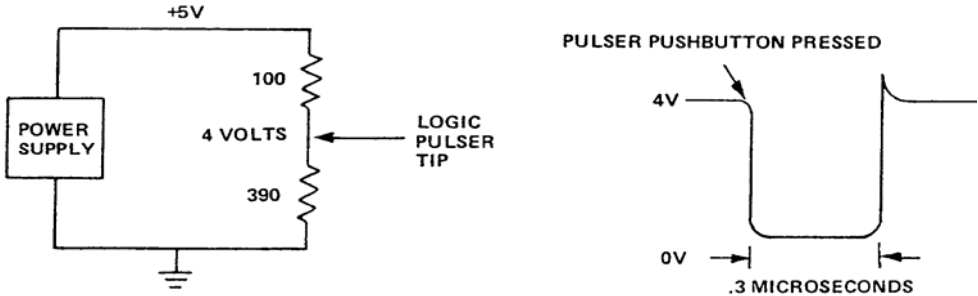 +5V
100
POWER
SUPPLY
4 VOLTS
LOGIC
PULSER
TIP
390
PULSER PUSHBUTTON PRESSED
4V
0V
.3 MICROSECONDS